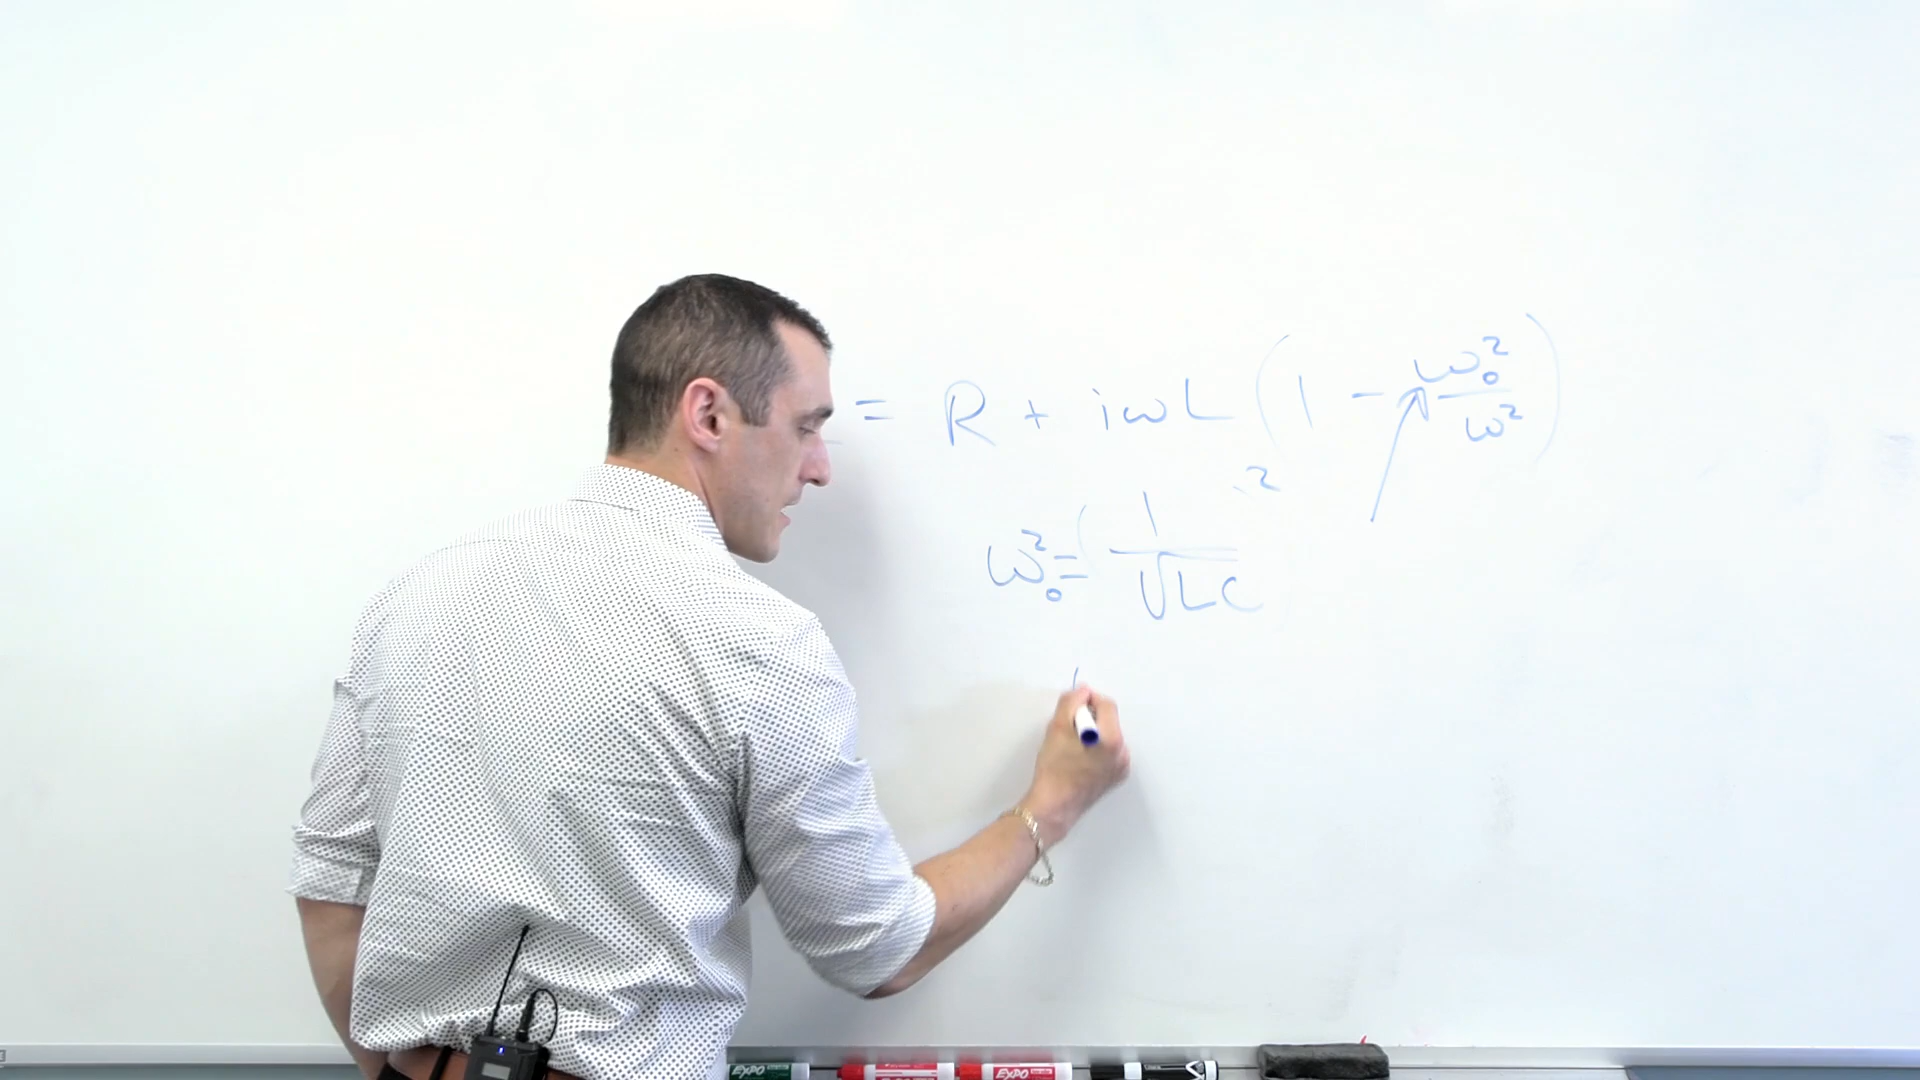 = R + iωL (1 - ω₀²/ω²)
ω₀² = (1/√LC ²
EXPO EXPO